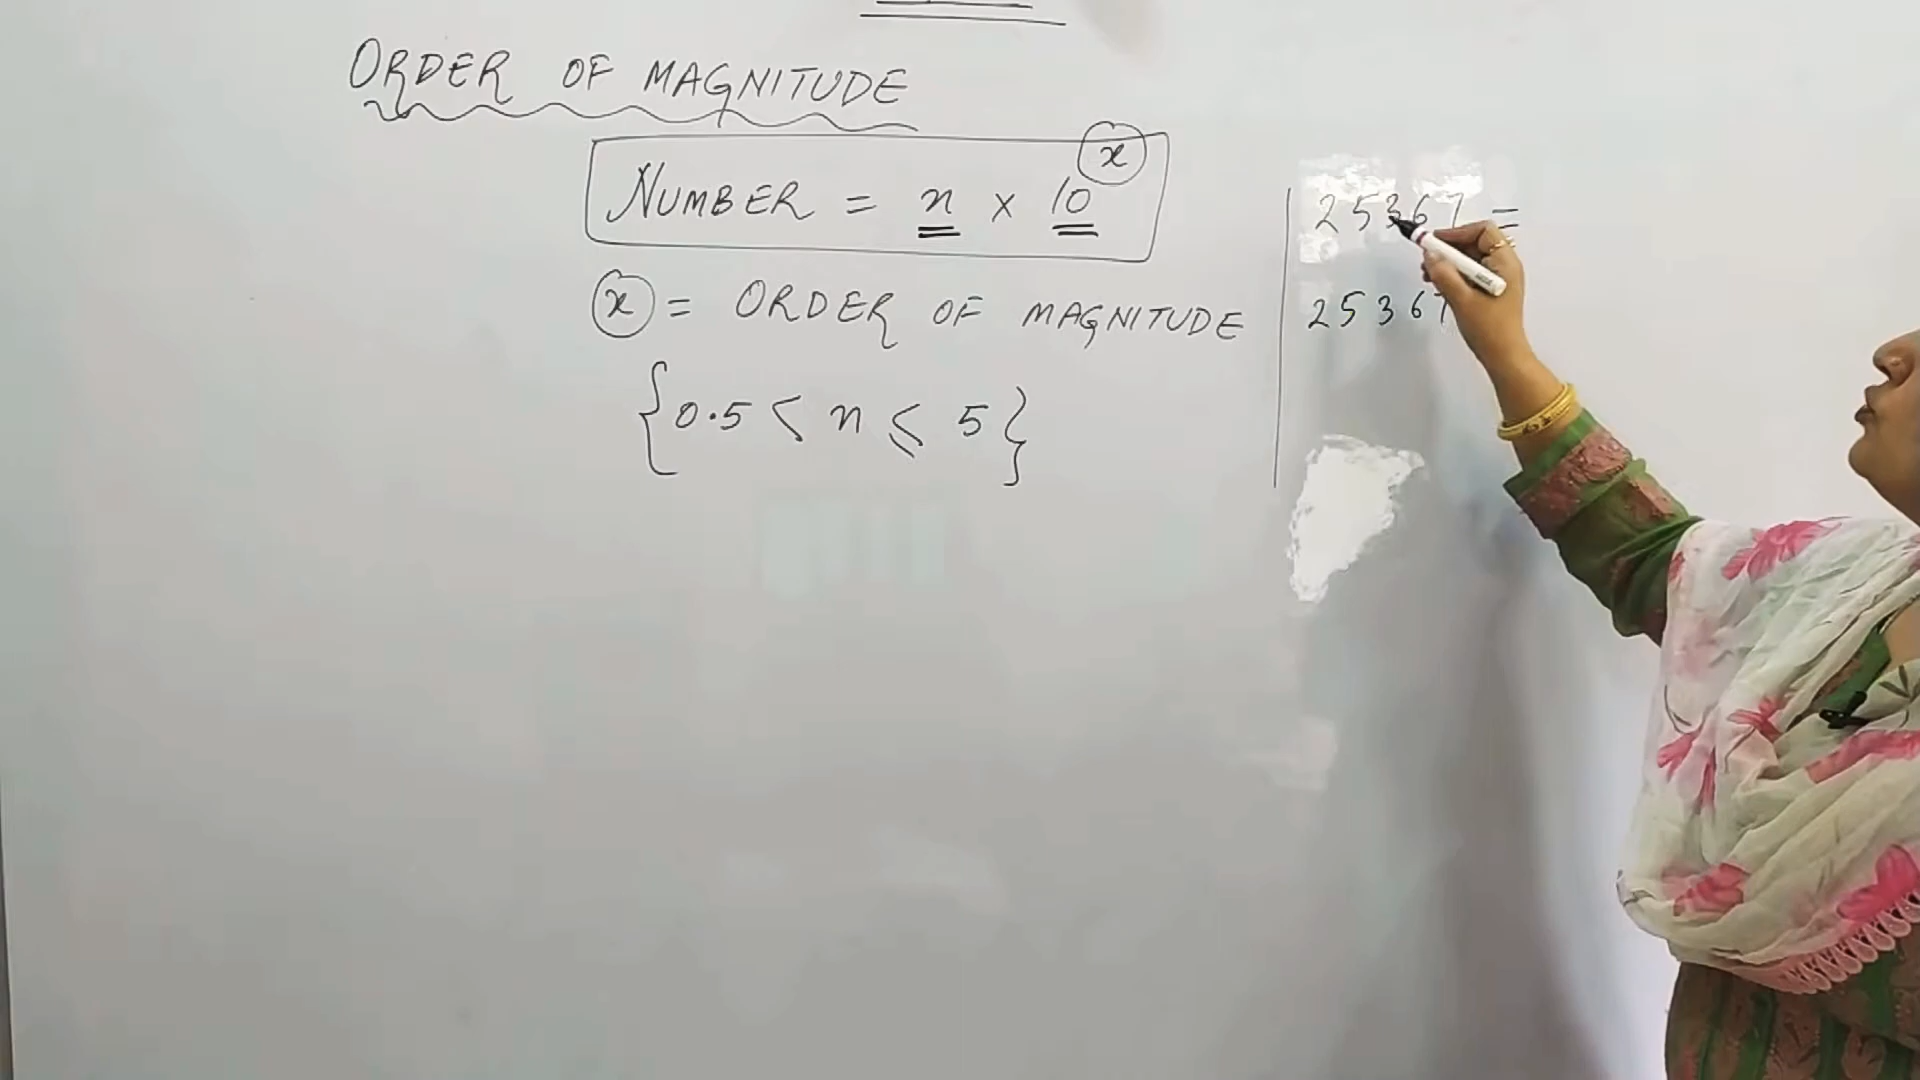 ORDER OF MAGNITUDE
NUMBER = n × 10^x
x = ORDER OF MAGNITUDE
{0.5 < n ≤ 5}
25367 =
25367